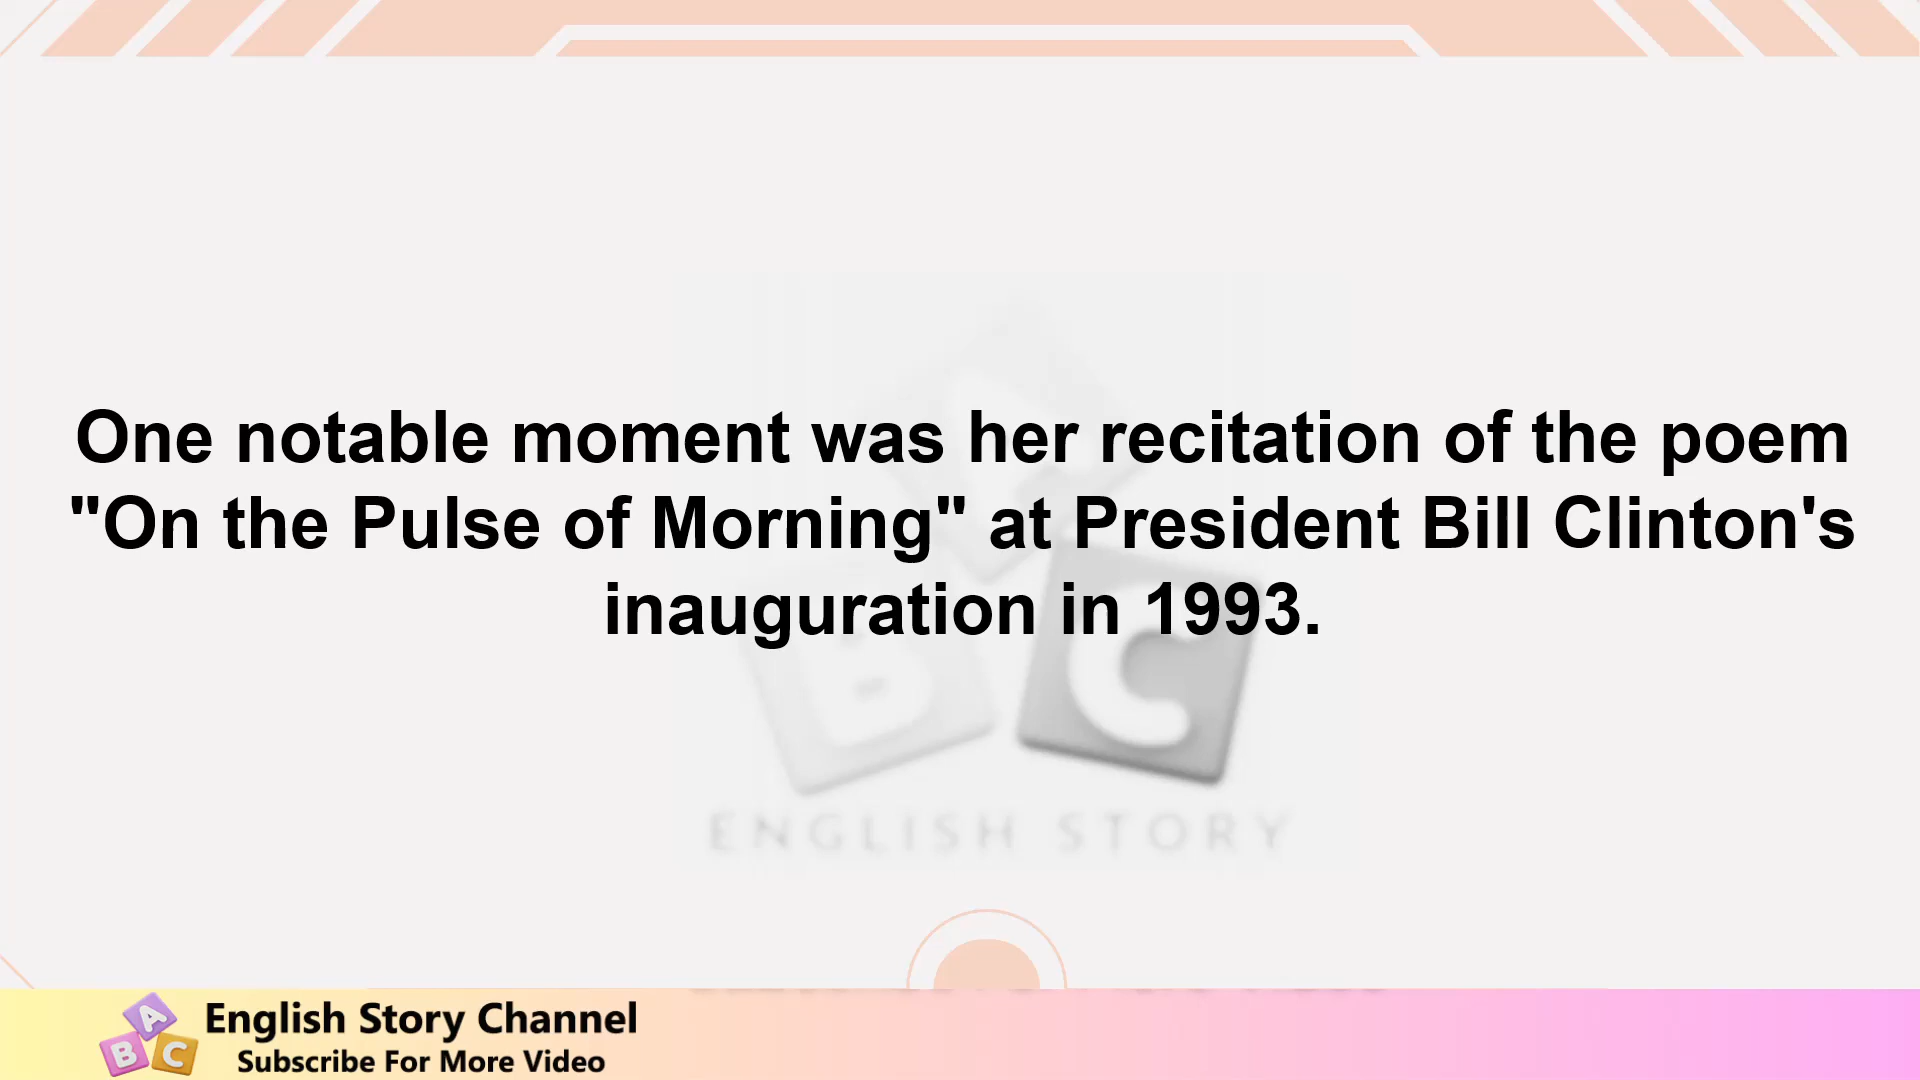 One notable moment was her recitation of the poem
"On the Pulse of Morning" at President Bill Clinton's
inauguration in 1993.
A
B
C
ENGLISH STORY
A
B
C
English Story Channel
Subscribe For More Video